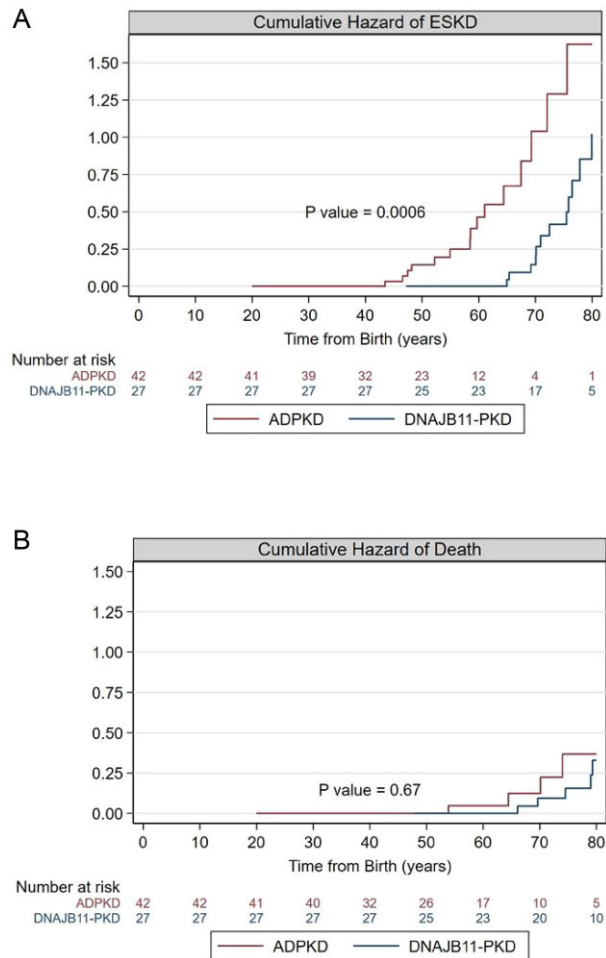 A
Cumulative Hazard of ESKD
1.50
1.25
1.00
0.75
0.50
0.25
0.00
P value = 0.0006
0 10 20 30 40 50 60 70 80
Time from Birth (years)
Number at risk
ADPKD 42 42 41 39 32 23 12 4 1
DNAJB11-PKD 27 27 27 27 27 25 23 17 5
ADPKD DNAJB11-PKD
B
Cumulative Hazard of Death
1.50
1.25
1.00
0.75
0.50
0.25
0.00
P value = 0.67
0 10 20 30 40 50 60 70 80
Time from Birth (years)
Number at risk
ADPKD 42 42 41 40 32 26 17 10 5
DNAJB11-PKD 27 27 27 27 27 25 23 20 10
ADPKD DNAJB11-PKD